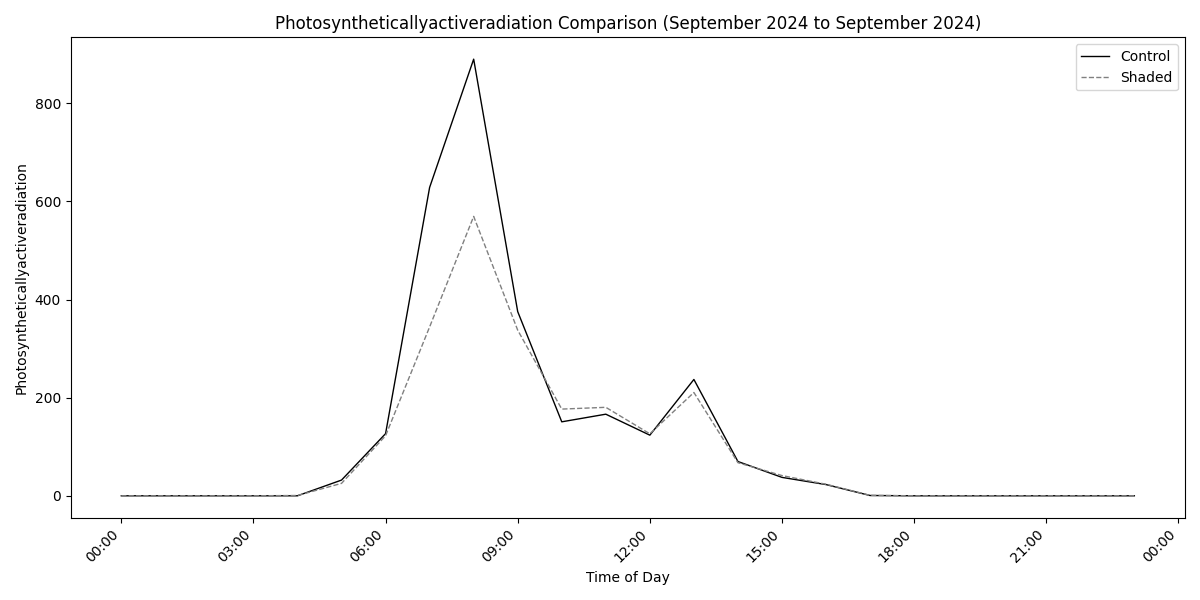 Photosyntheticallyactiveradiation Comparison (September 2024 to September 2024)
Control
Shaded
Photosyntheticallyactiveradiation
800
600
400
200
0
00:00
03:00
06:00
09:00
12:00
15:00
18:00
21:00
00:00
Time of Day